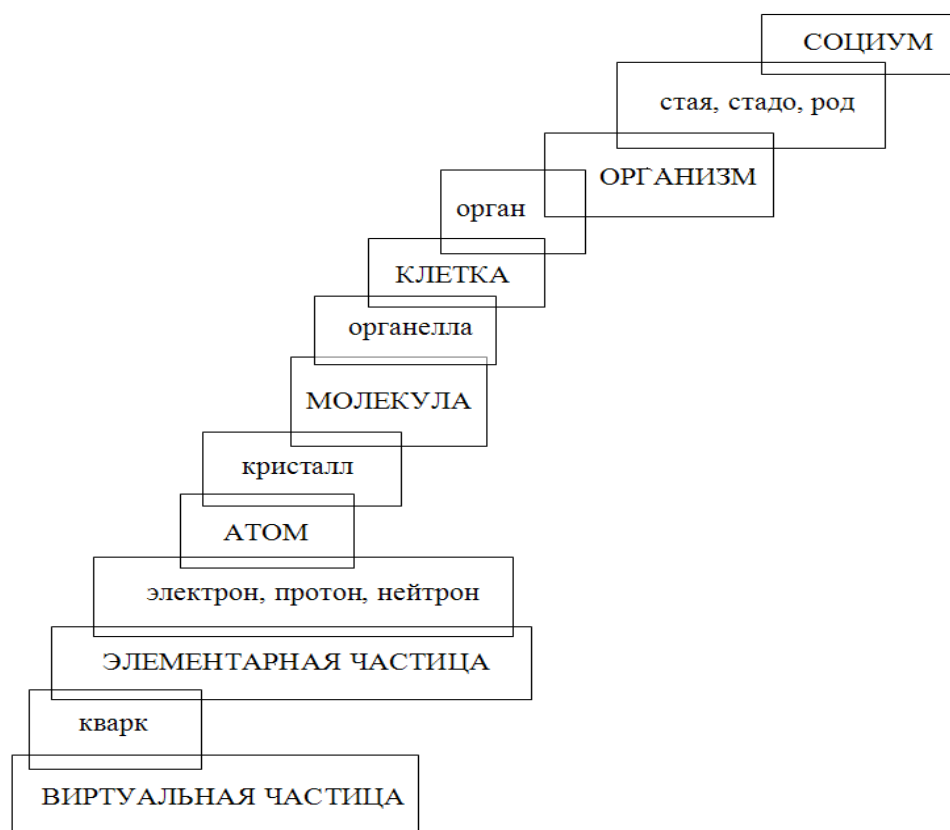 СОЦИУМ
стая, стадо, род
ОРГАНИЗМ
орган
КЛЕТКА
органелла
МОЛЕКУЛА
кристалл
АТОМ
электрон, протон, нейтрон
ЭЛЕМЕНТАРНАЯ ЧАСТИЦА
кварк
ВИРТУАЛЬНАЯ ЧАСТИЦА